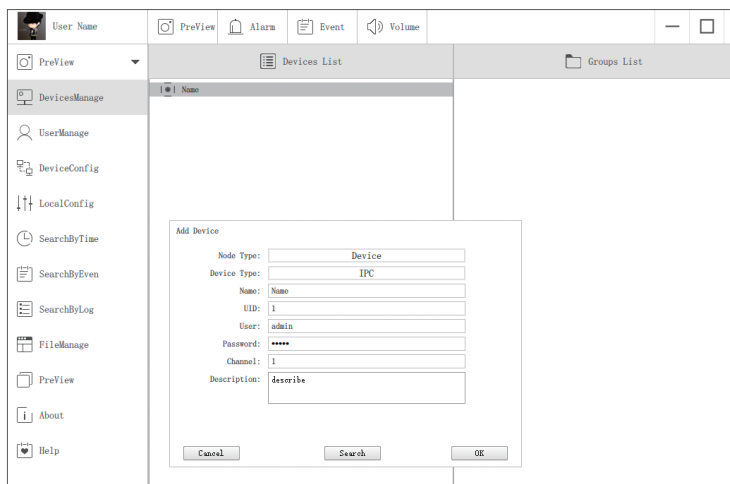 User Name
PreView
Alarm
Event
Volume
PreView
Devices List
Groups List
DevicesManage
Name
UserManage
DeviceConfig
LocalConfig
SearchByTime
SearchByEven
SearchByLog
FileManage
PreView
About
Help
Add Device
Node Type: Device
Device Type: IPC
Name: Name
UID: 1
User: admin
Password: •••••
Channel: 1
Description: describe
Cancel
Search
OK